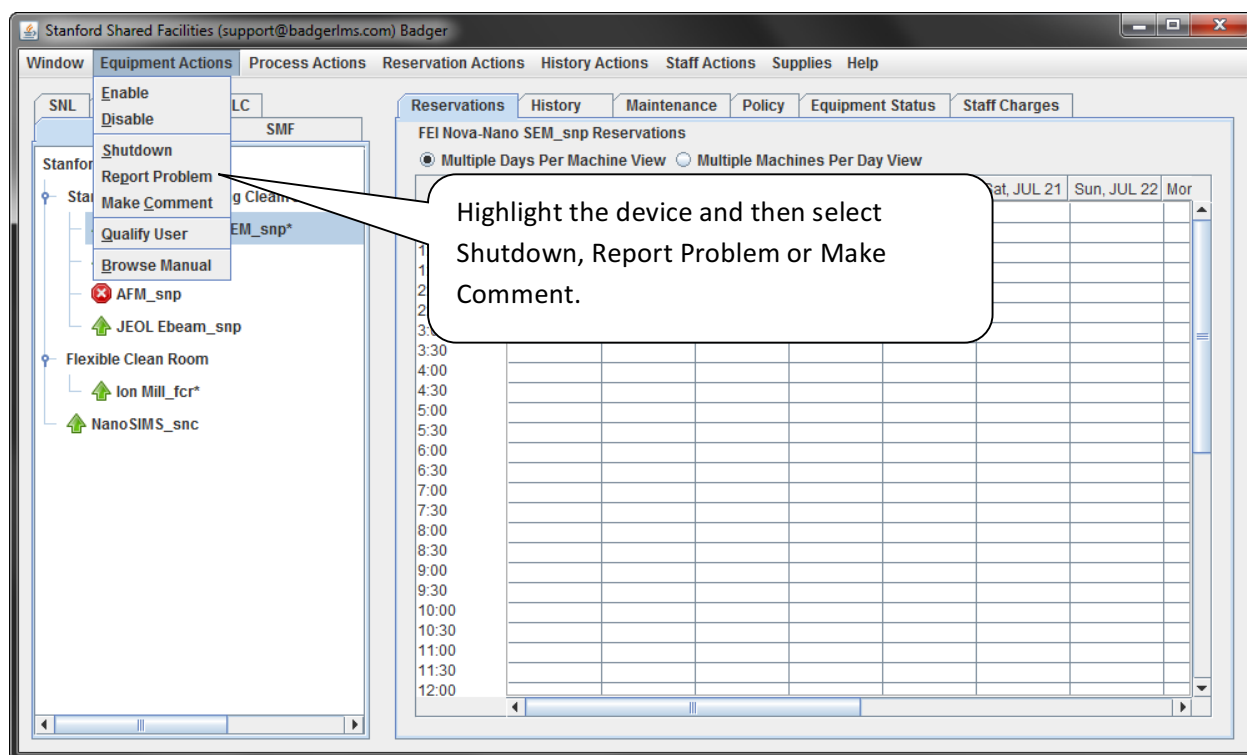 Stanford Shared Facilities (support@badgerlms.com) Badger
Window Equipment Actions Process Actions Reservation Actions History Actions Staff Actions Supplies Help
Enable
Disable
Shutdown
Report Problem
Make Comment
Qualify User
Browse Manual
SNL LC
SMF
g
EM_snp*
AFM_snp
JEOL Ebeam_snp
Flexible Clean Room
Ion Mill_fcr*
NanoSIMS_snc
Reservations History Maintenance Policy Equipment Status Staff Charges
FEI Nova-Nano SEM_snp Reservations
Multiple Days Per Machine View Multiple Machines Per Day View
Sat, JUL 21 Sun, JUL 22 Mor
Highlight the device and then select
Shutdown, Report Problem or Make
Comment.
3:30
4:00
4:30
5:00
5:30
6:00
6:30
7:00
7:30
8:00
8:30
9:00
9:30
10:00
10:30
11:00
11:30
12:00